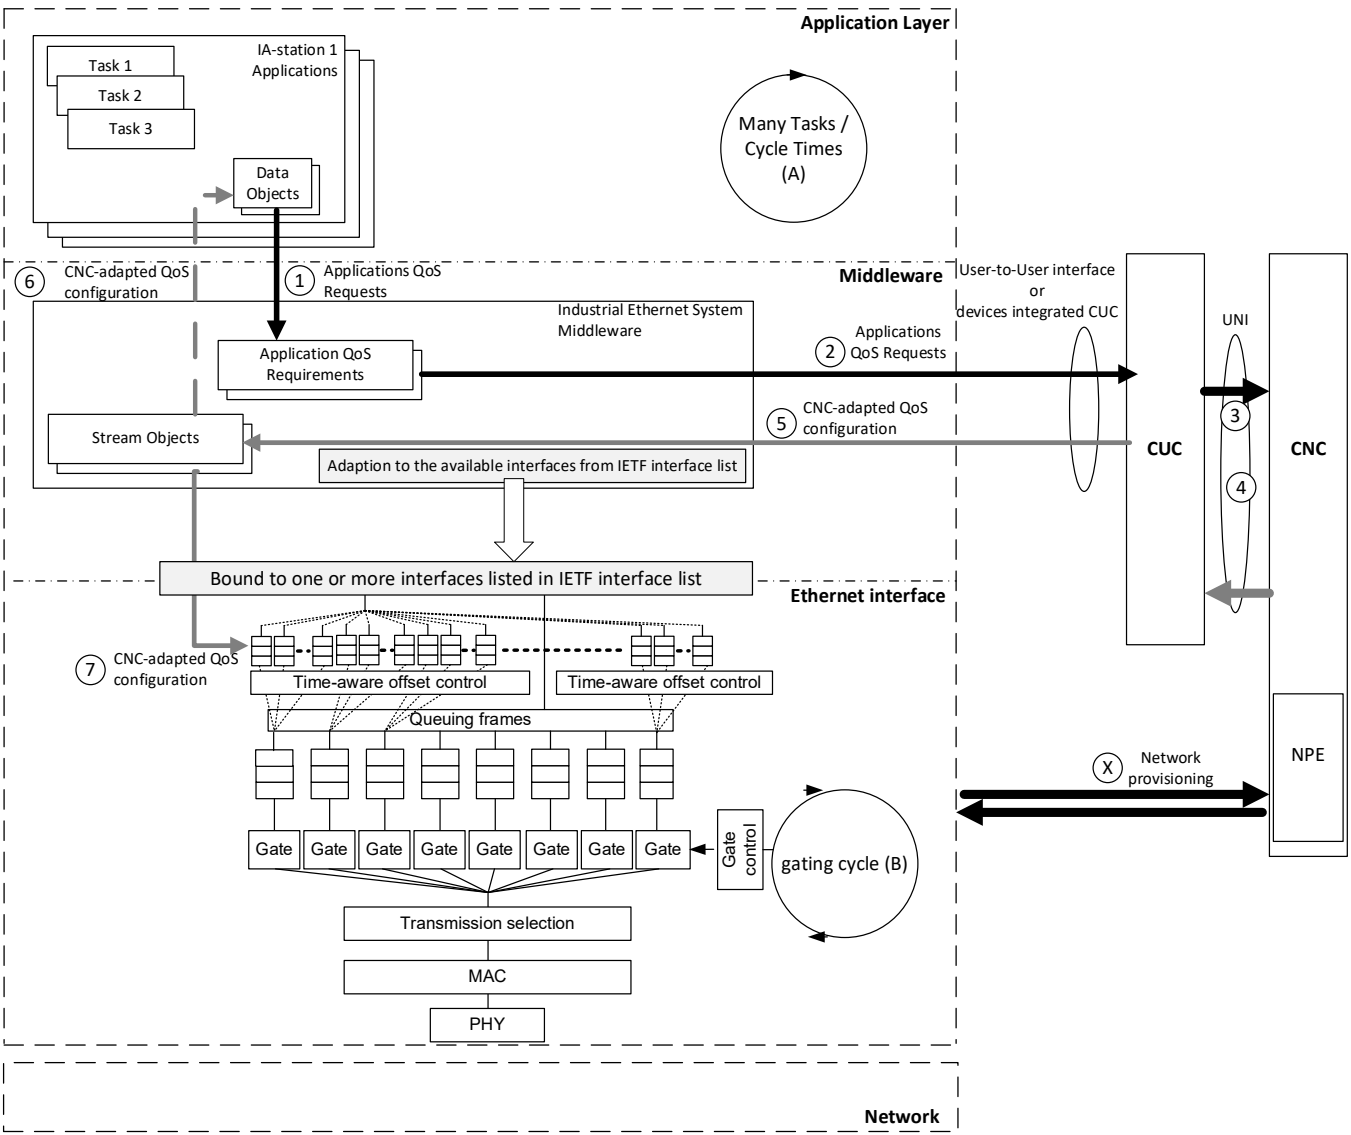 Application Layer
IA-station 1
Applications
Task 1
Task 2
Task 3
Data
Objects
Many Tasks /
Cycle Times
(A)
6
CNC-adapted QoS
configuration
1
Applications QoS
Requests
Middleware
User-to-User interface
or
devices integrated CUC
Industrial Ethernet System
Middleware
UNI
Application QoS
Requirements
2
Applications
QoS Requests
3
Stream Objects
5
CNC-adapted QoS
configuration
CUC
CNC
Adaption to the available interfaces from IETF interface list
4
Bound to one or more interfaces listed in IETF interface list
Ethernet interface
7
CNC-adapted QoS
configuration
Time-aware offset control
Time-aware offset control
Queuing frames
X
Network
provisioning
NPE
Gate
Gate
Gate
Gate
Gate
Gate
Gate
Gate
Gate
control
gating cycle (B)
Transmission selection
MAC
PHY
Network